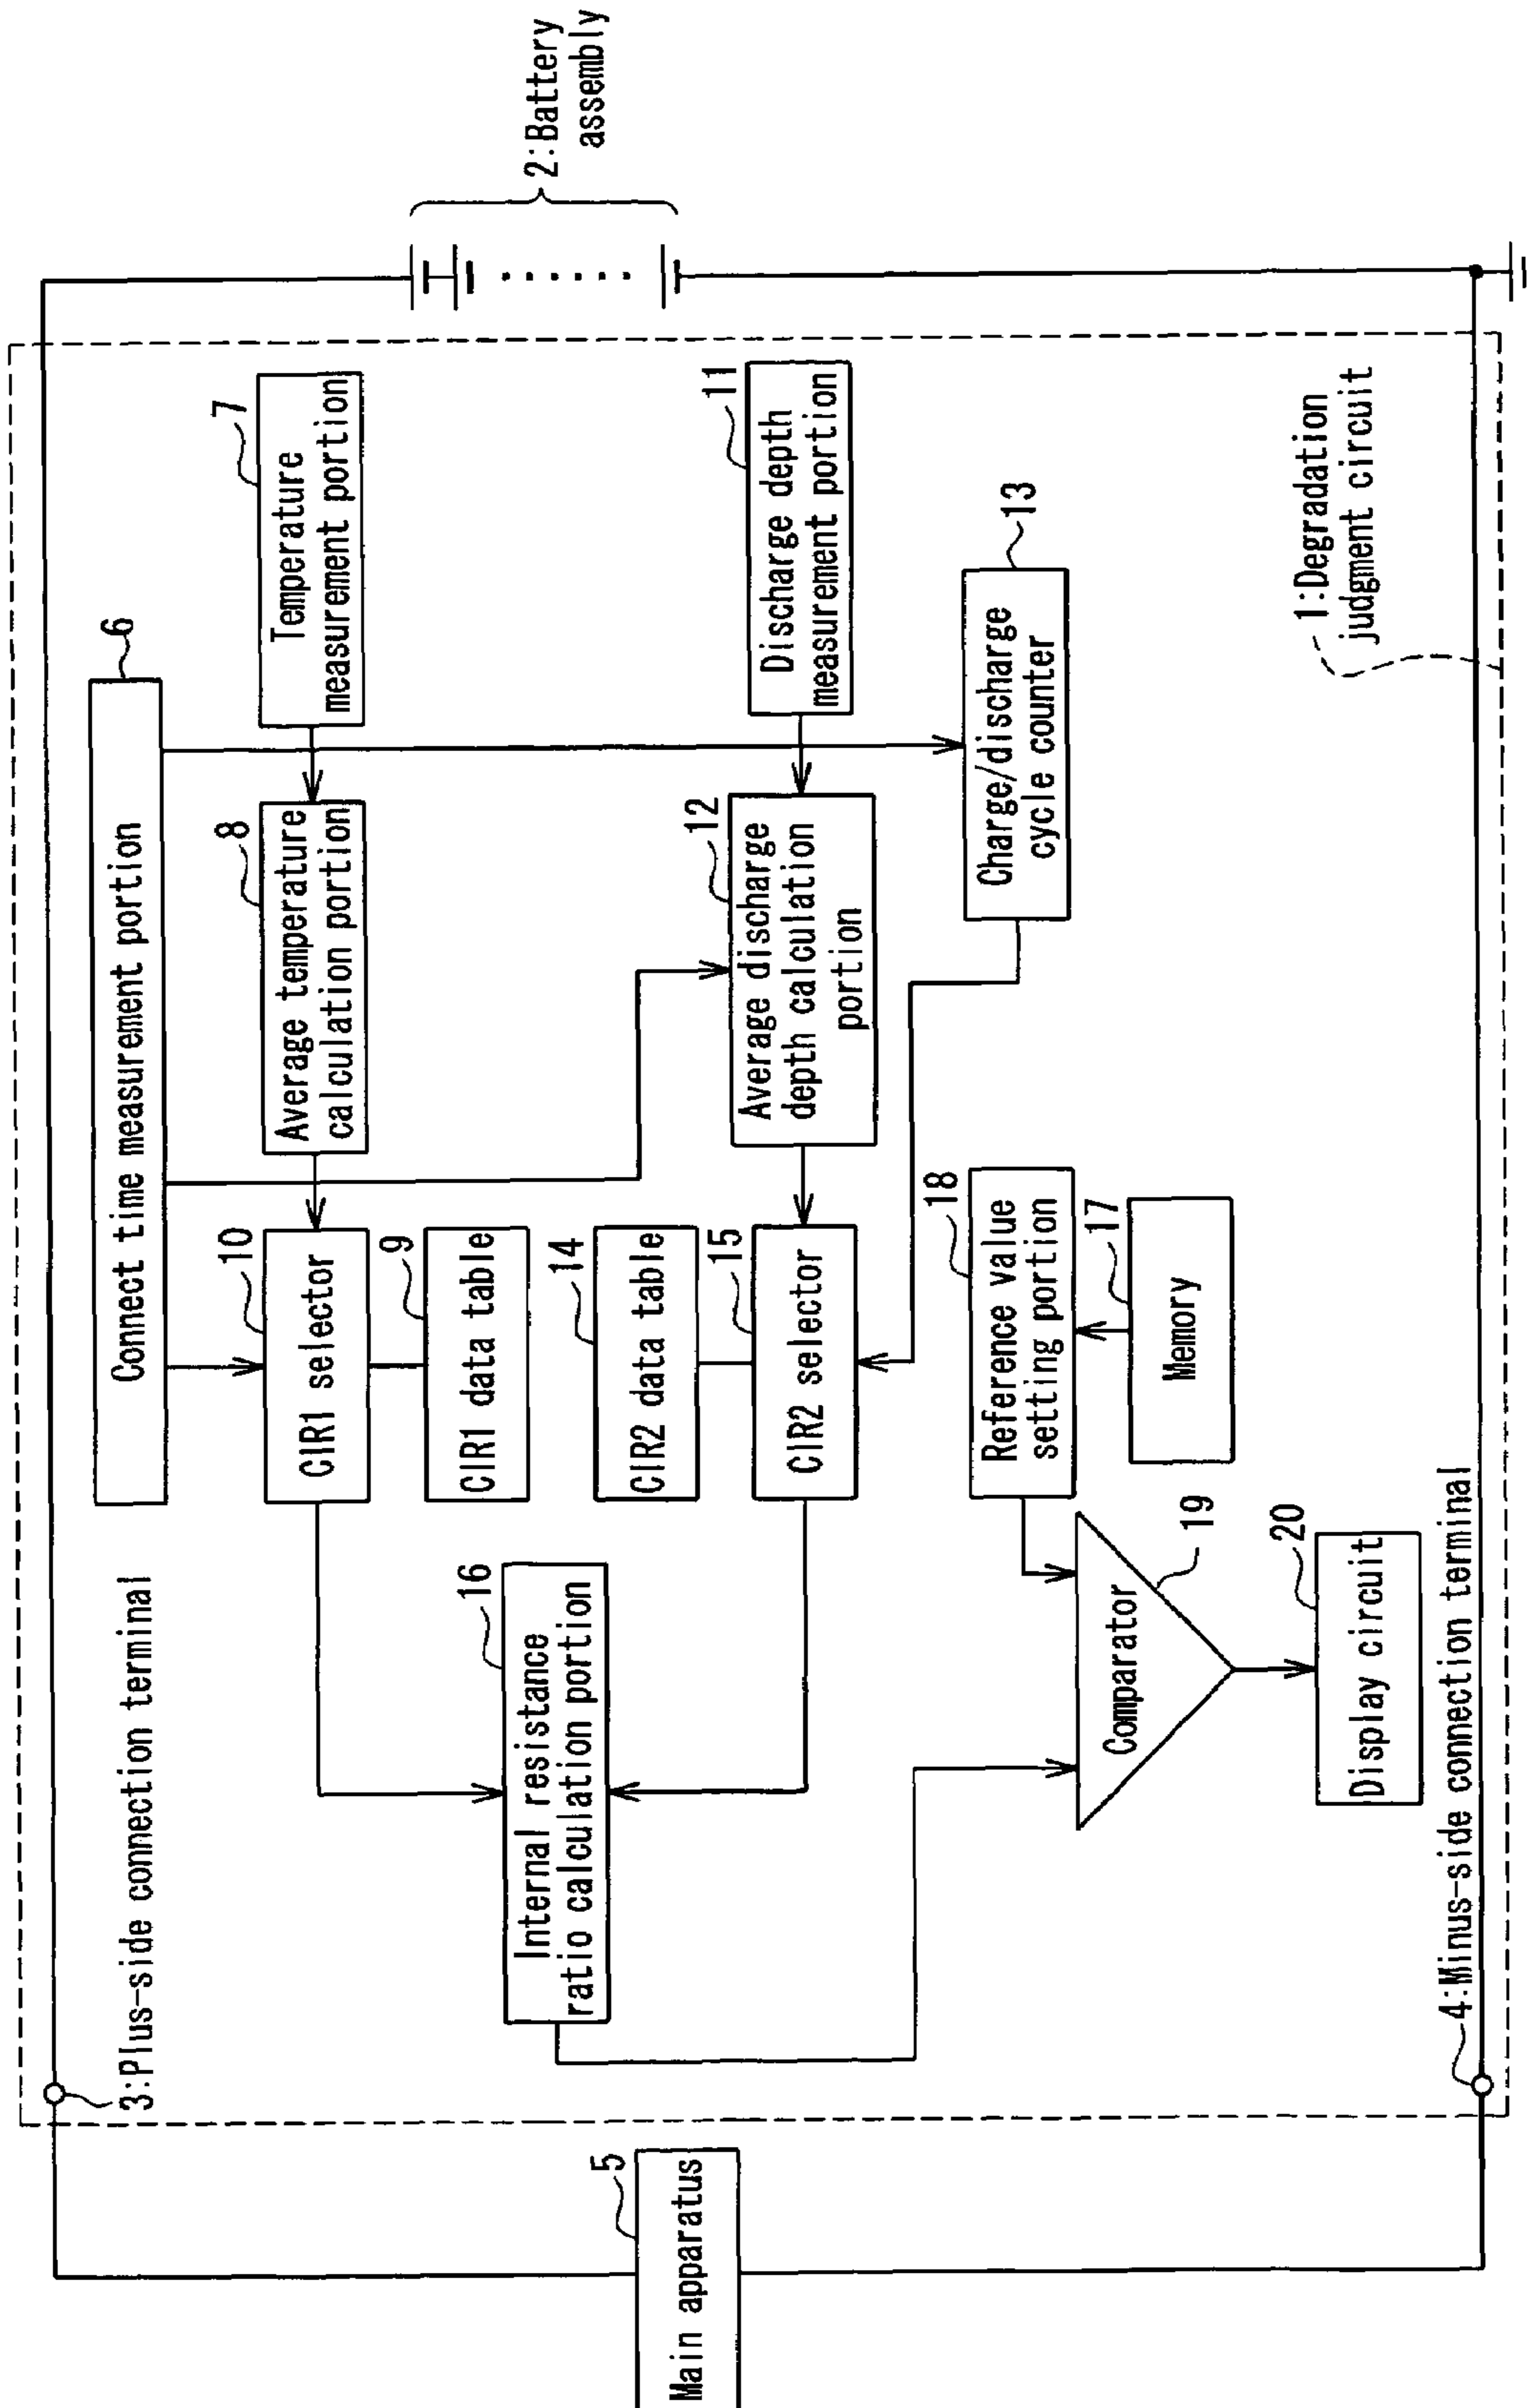 3:Plus-side connection terminal
6
Connect time measurement portion
7
Temperature
measurement portion
8
Average temperature
calculation portion
10
CIR1 selector
9
CIR1 data table
2:Battery
assembly
5
Main apparatus
16
Internal resistance
ratio calculation portion
14
CIR2 data table
15
CIR2 selector
12
Average discharge
depth calculation
portion
11
Discharge depth
measurement portion
13
Charge/discharge
cycle counter
18
Reference value
setting portion
17
Memory
Comparator
19
20
Display circuit
1:Degradation
judgment circuit
4:Minus-side connection terminal